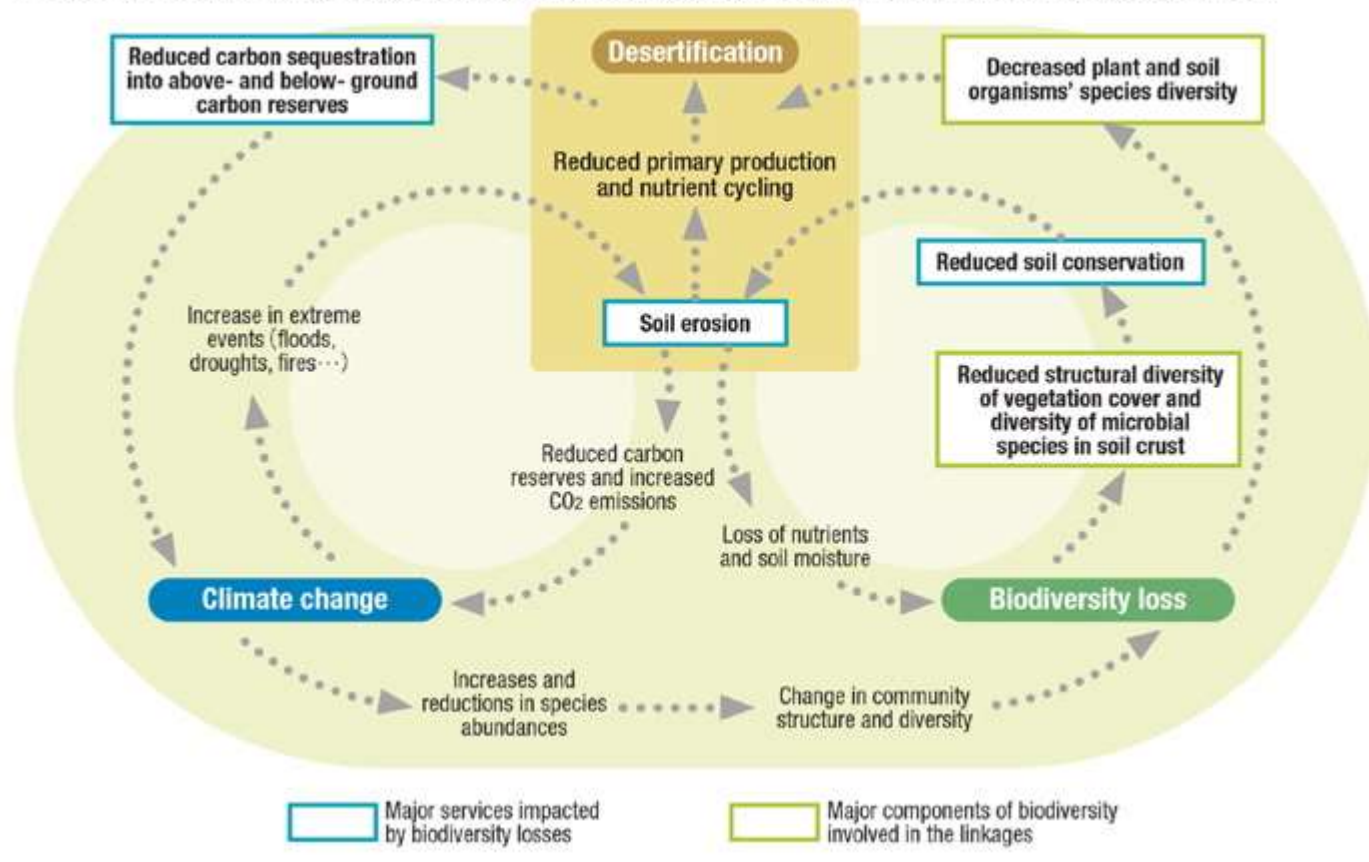 Desertification
Reduced carbon sequestration
into above- and below- ground
carbon reserves
Decreased plant and soil
organisms' species diversity
Reduced primary production
and nutrient cycling
Reduced soil conservation
Soil erosion
Increase in extreme
events (floods,
droughts, fires···)
Reduced structural diversity
of vegetation cover and
diversity of microbial
species in soil crust
Reduced carbon
reserves and increased
CO2 emissions
Loss of nutrients
and soil moisture
Climate change
Biodiversity loss
Increases and
reductions in species
abundances
Change in community
structure and diversity
Major services impacted
by biodiversity losses
Major components of biodiversity
involved in the linkages